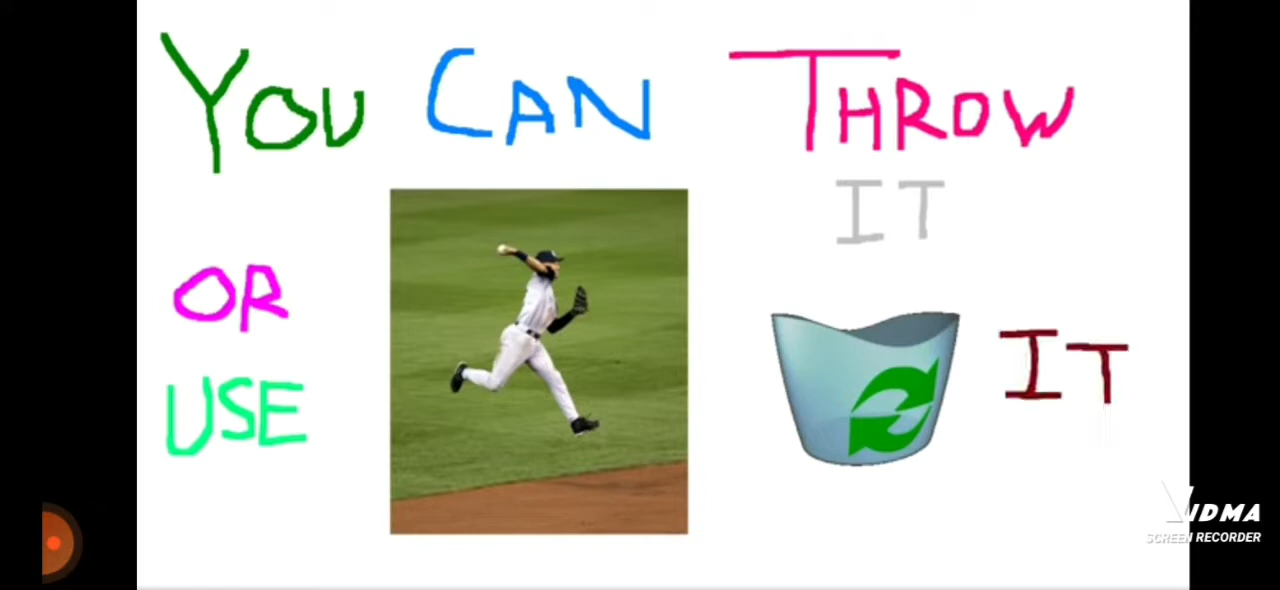 YOU CAN THROW
IT
OR
USE
IT
VIDMA
SCREEN RECORDER